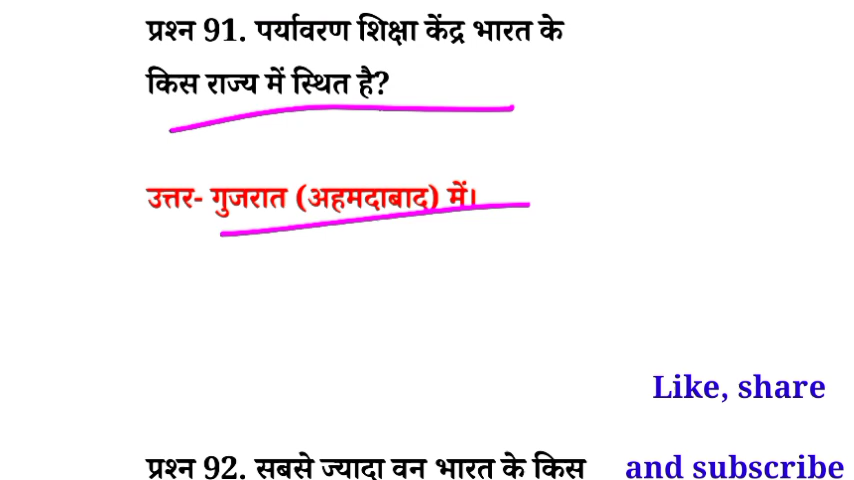 प्रश्न 91. पर्यावरण शिक्षा केंद्र भारत के
किस राज्य में स्थित है?
उत्तर- गुजरात (अहमदाबाद) में।
Like, share
प्रश्न 92. सबसे ज्यादा वन भारत के किस
and subscribe